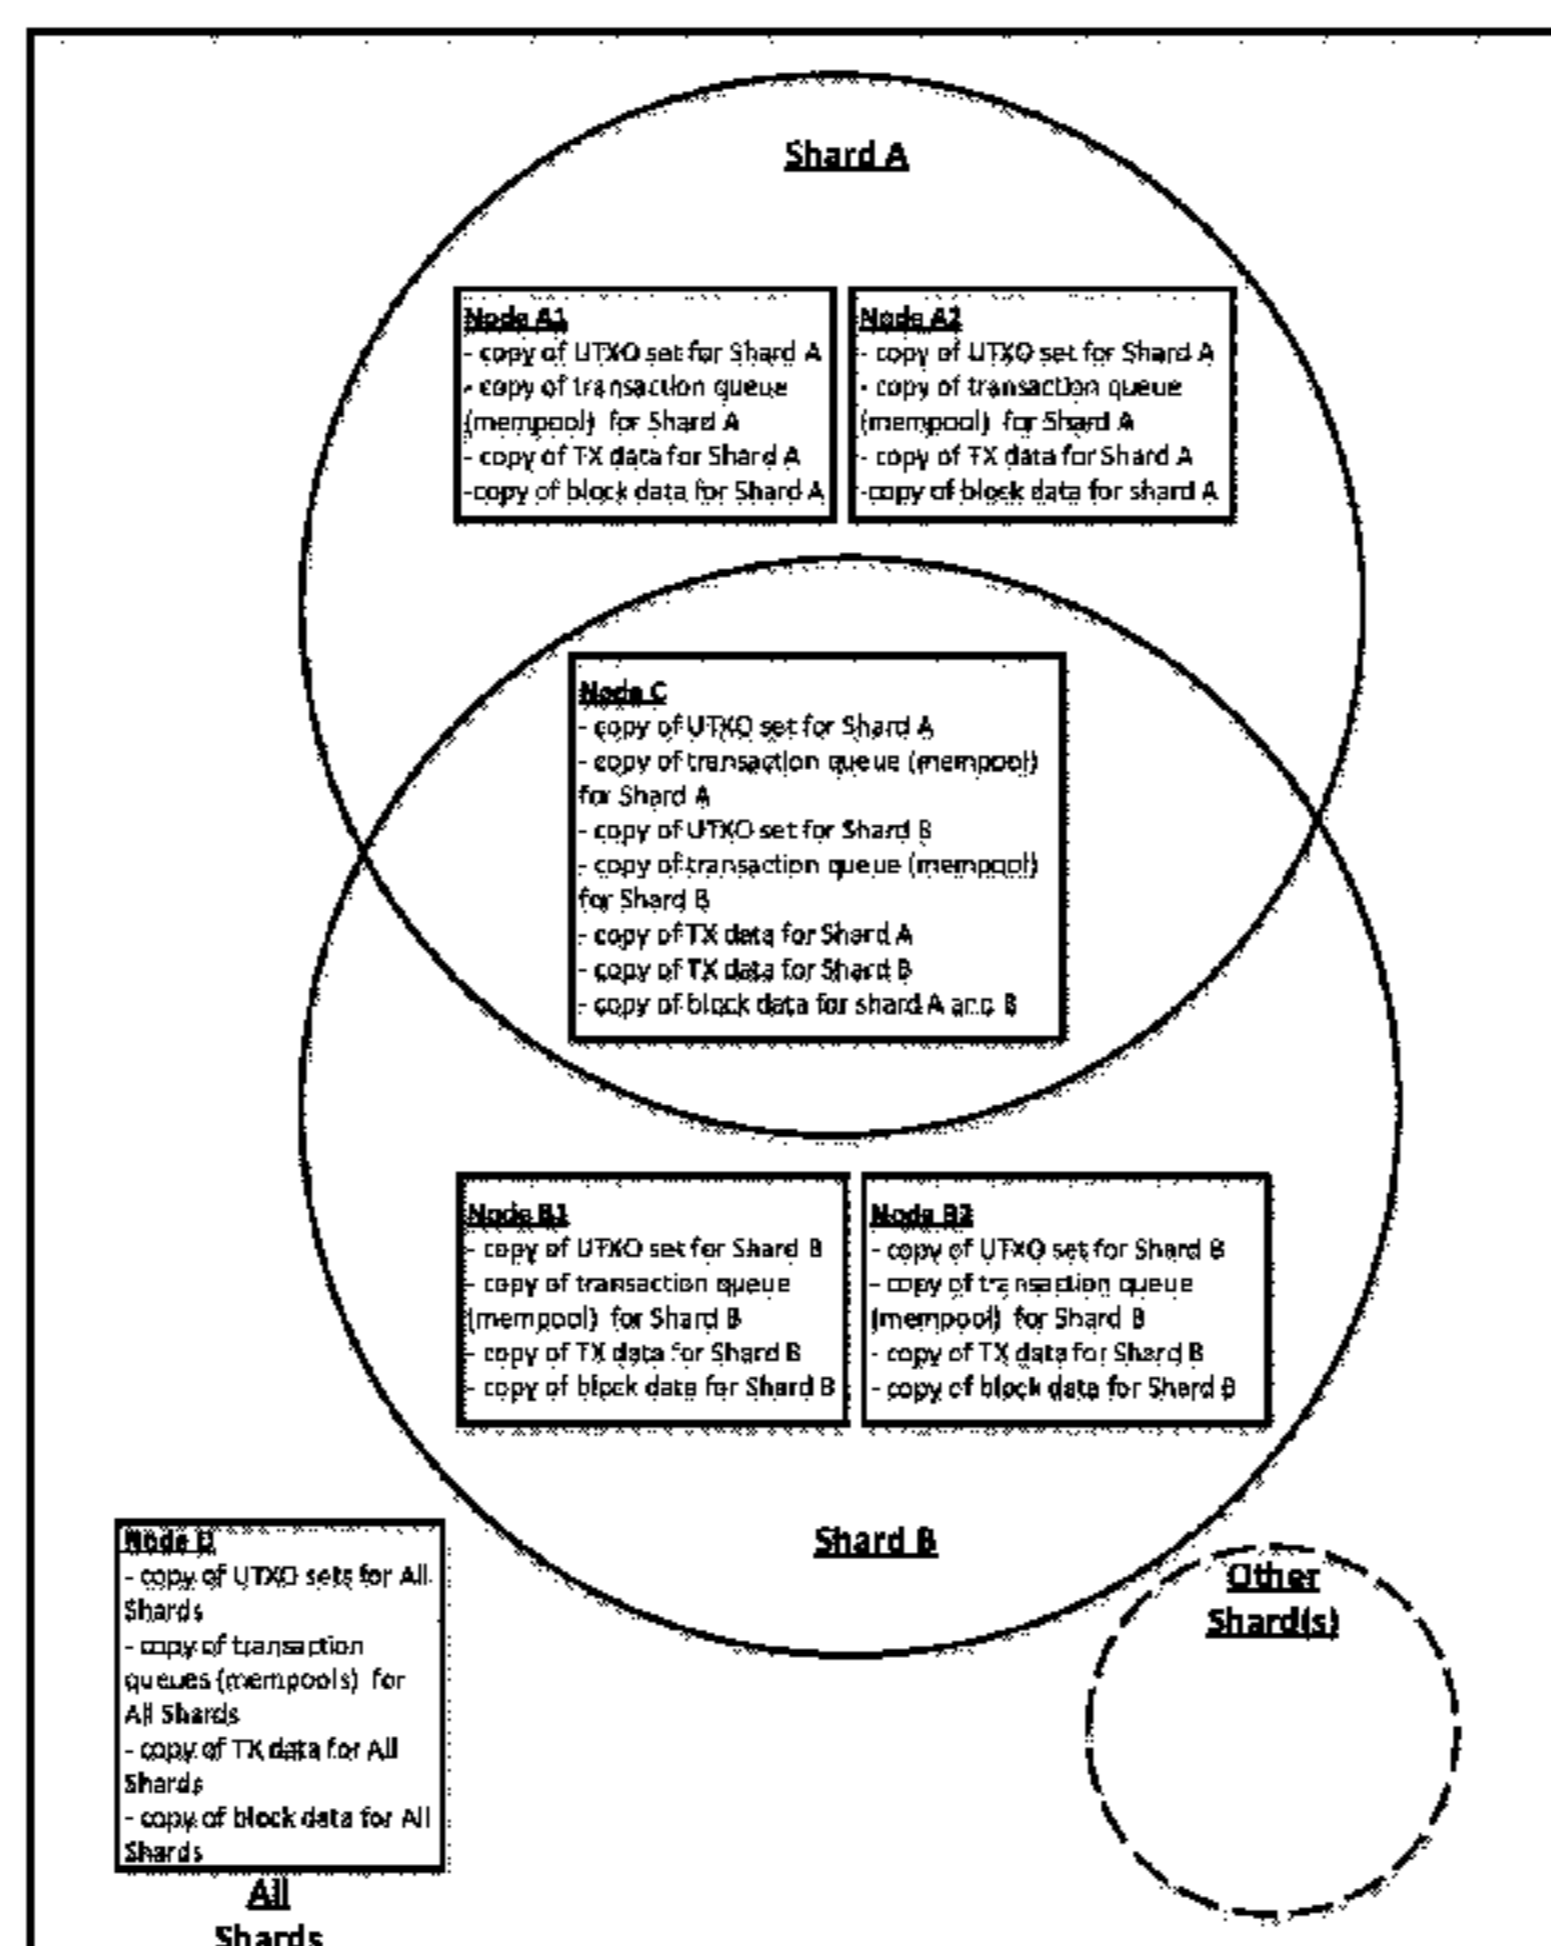 Shard A
Node A1
- copy of UTXO set for Shard A
- copy of transaction queue
(mempool) for Shard A
- copy of TX data for Shard A
-copy of block data for Shard A
Node A2
- copy of UTXO set for Shard A
- copy of transaction queue
(mempool) for Shard A
- copy of TX data for Shard A
-copy of block data for shard A
Node C
- copy of UTXO set for Shard A
- copy of transaction queue (mempool)
for Shard A
- copy of UTXO set for Shard B
- copy of transaction queue (mempool)
for Shard B
- copy of TX data for Shard A
- copy of TX data for Shard B
- copy of block data for shard A and B
Node B1
- copy of UTXO set for Shard B
- copy of transaction queue
(mempool) for Shard B
- copy of TX data for Shard B
- copy of block data for Shard B
Node B2
- copy of UTXO set for Shard B
- copy of transaction queue
(mempool) for Shard B
- copy of TX data for Shard B
- copy of block data for Shard B
Shard B
Node D
- copy of UTXO sets for All
Shards
- copy of transaction
queues (mempools) for
All Shards
- copy of TX data for All
Shards
- copy of block data for All
Shards
All
Shards
Other
Shard(s)